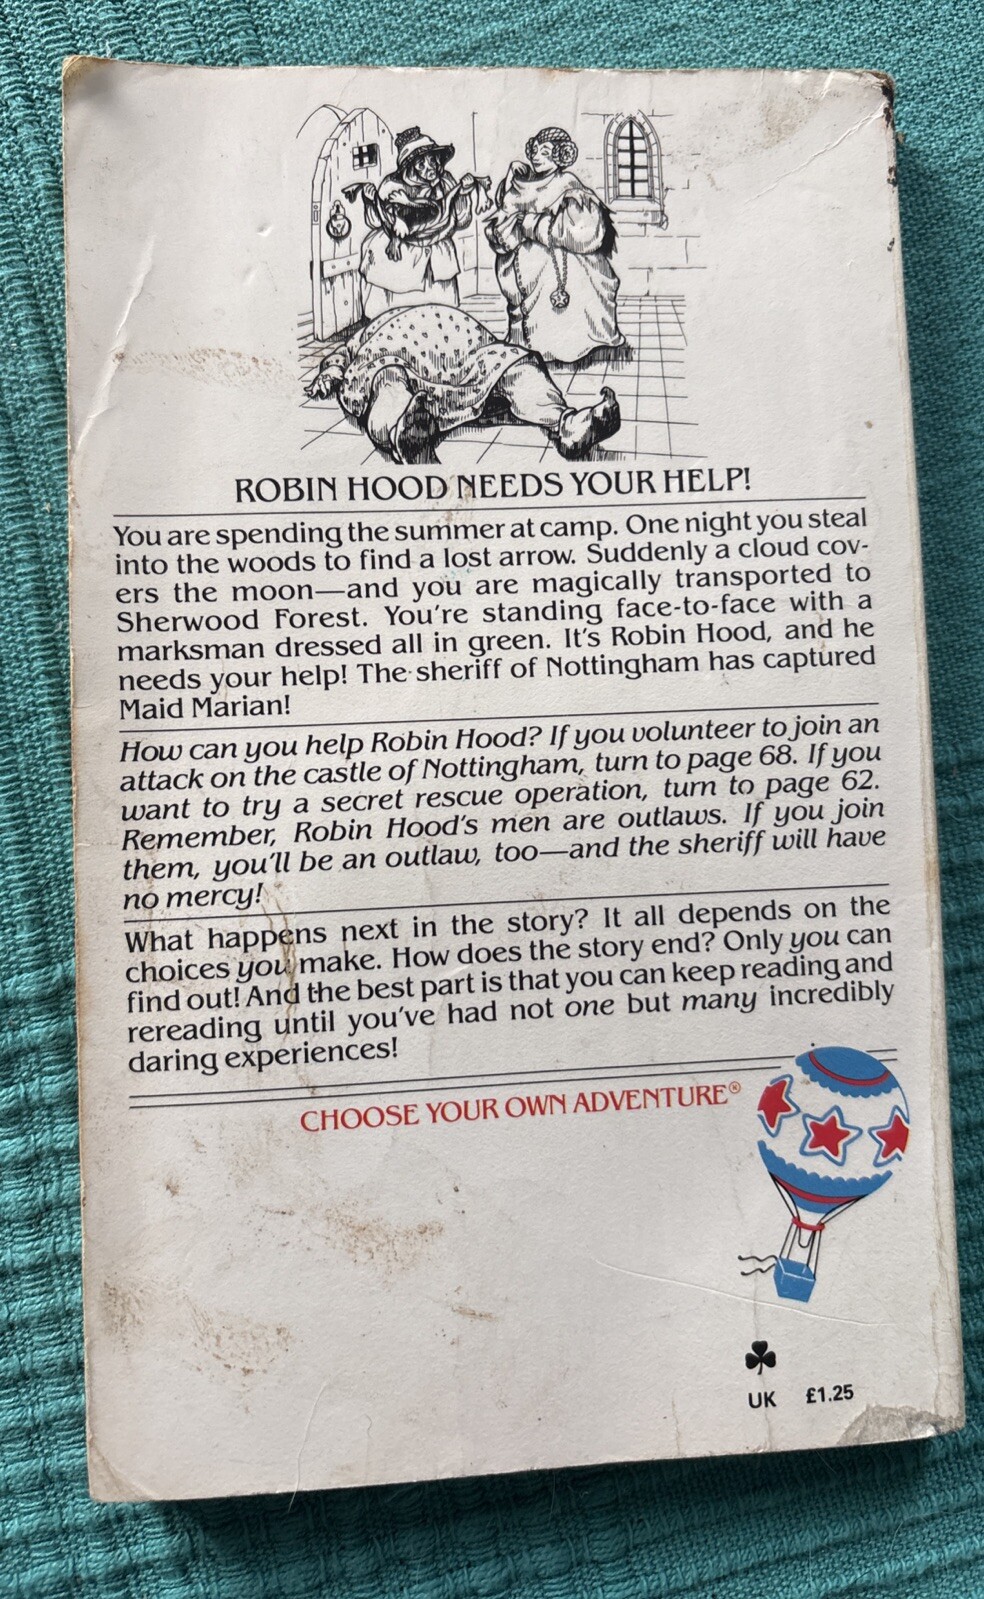 ROBIN HOOD NEEDS YOUR HELP!
You are spending the summer at camp. One night you steal
into the woods to find a lost arrow. Suddenly a cloud cov-
ers the moon—and you are magically transported to
Sherwood Forest. You're standing face-to-face with a
marksman dressed all in green. It's Robin Hood, and he
needs your help! The sheriff of Nottingham has captured
Maid Marian!
How can you help Robin Hood? If you volunteer to join an
attack on the castle of Nottingham, turn to page 68. If you
want to try a secret rescue operation, turn to page 62.
Remember, Robin Hood's men are outlaws. If you join
them, you'll be an outlaw, too—and the sheriff will have
no mercy!
What happens next in the story? It all depends on the
choices you make. How does the story end? Only you can
find out! And the best part is that you can keep reading and
rereading until you've had not one but many incredibly
daring experiences!
CHOOSE YOUR OWN ADVENTURE®
UK £1.25